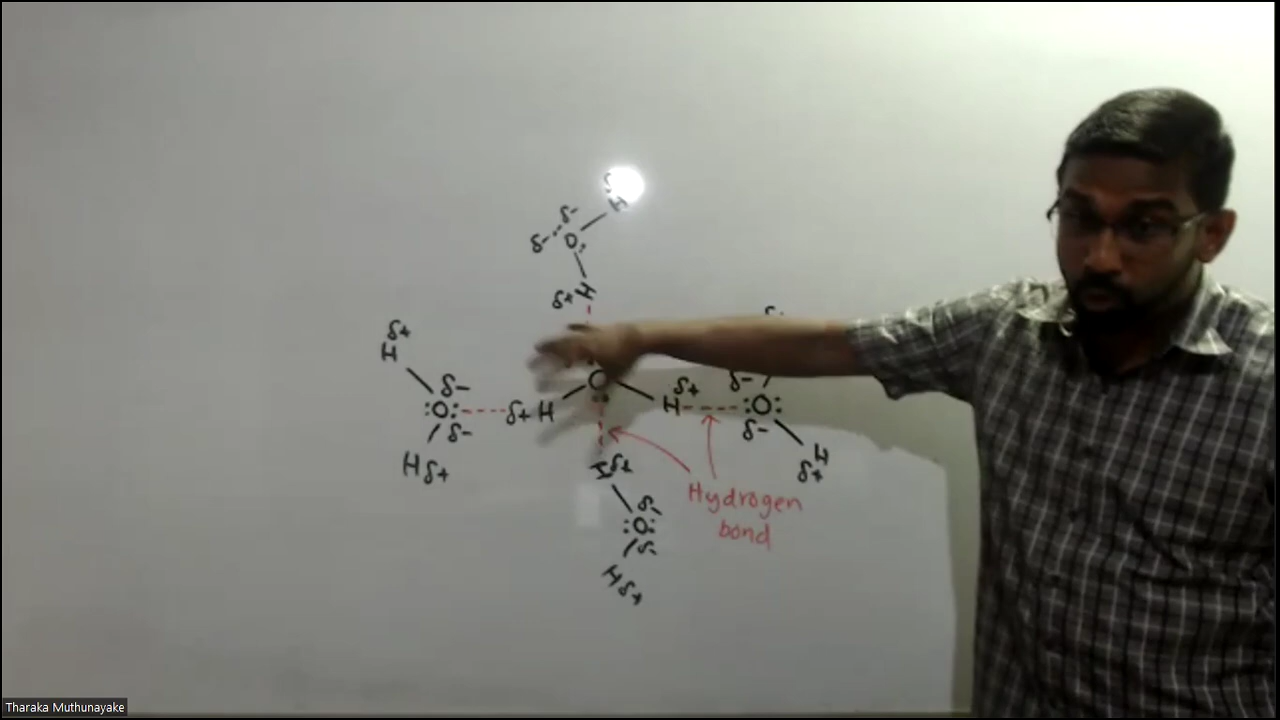 H
δ-
δ- :O:
δ+ H
δ+
H
δ-
:O: δ+ H O H δ+ δ- :O:
δ- δ-
H δ+ H δ+ H
δ+
Hydrogen
bond
δ-
:O:
δ-
H δ+
Tharaka Muthunayake